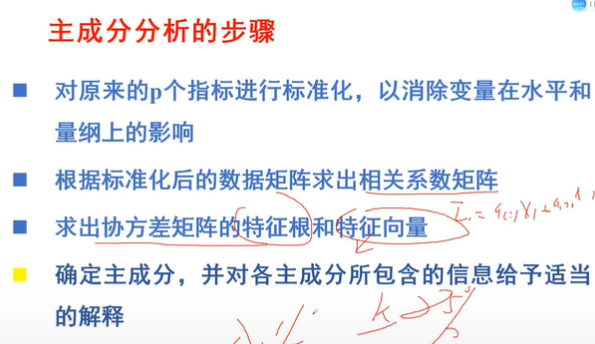 主成分分析的步骤
对原来的p个指标进行标准化，以消除变量在水平和
量纲上的影响
根据标准化后的数据矩阵求出相关系数矩阵
求出协方差矩阵的特征根和特征向量
确定主成分，并对各主成分所包含的信息给予适当
的解释